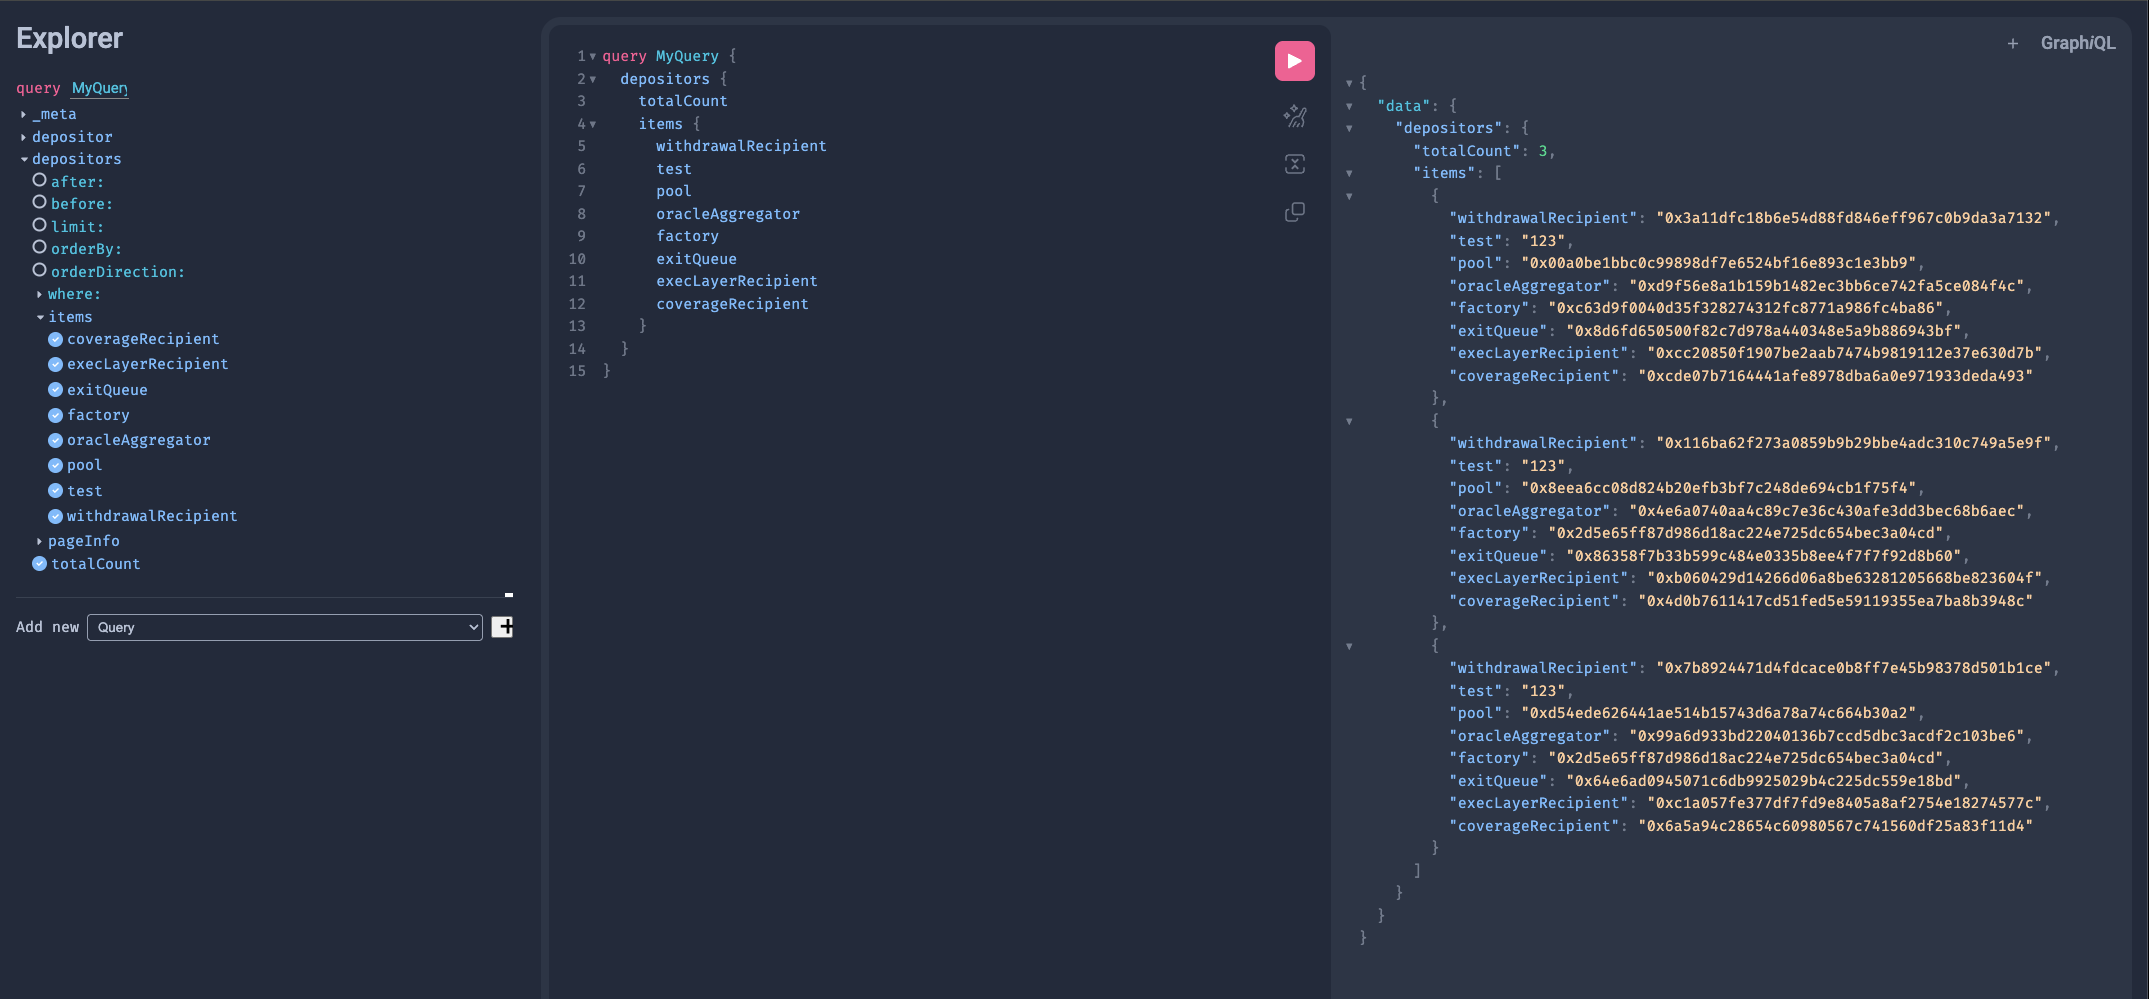 Explorer
query MyQuery
_meta
depositor
depositors
after:
before:
limit:
orderBy:
orderDirection:
where:
items
coverageRecipient
execLayerRecipient
exitQueue
factory
oracleAggregator
pool
test
withdrawalRecipient
pageInfo
totalCount
Add new Query +
1 query MyQuery {
2 depositors {
3 totalCount
4 items {
5 withdrawalRecipient
6 test
7 pool
8 oracleAggregator
9 factory
10 exitQueue
11 execLayerRecipient
12 coverageRecipient
13 }
14 }
15 }
+ GraphiQL
{
"data": {
"depositors": {
"totalCount": 3,
"items": [
{
"withdrawalRecipient": "0x3a11dfc18b6e54d88fd846eff967c0b9da3a7132",
"test": "123",
"pool": "0x00a0be1bbc0c99898df7e6524bf16e893c1e3bb9",
"oracleAggregator": "0xd9f56e8a1b159b1482ec3bb6ce742fa5ce084f4c",
"factory": "0xc63d9f0040d35f328274312fc8771a986fc4ba86",
"exitQueue": "0x8d6fd650500f82c7d978a440348e5a9b886943bf",
"execLayerRecipient": "0xcc20850f1907be2aab7474b9819112e37e630d7b",
"coverageRecipient": "0xcde07b7164441afe8978dba6a0e971933deda493"
},
{
"withdrawalRecipient": "0x116ba62f273a0859b9b29bbe4adc310c749a5e9f",
"test": "123",
"pool": "0x8eea6cc08d824b20efb3bf7c248de694cb1f75f4",
"oracleAggregator": "0x4e6a0740aa4c89c7e36c430afe3dd3bec68b6aec",
"factory": "0x2d5e65ff87d986d18ac224e725dc654bec3a04cd",
"exitQueue": "0x86358f7b33b599c484e0335b8ee4f7f7f92d8b60",
"execLayerRecipient": "0xb060429d14266d06a8be63281205668be823604f",
"coverageRecipient": "0x4d0b7611417cd51fed5e59119355ea7ba8b3948c"
},
{
"withdrawalRecipient": "0x7b8924471d4fdcace0b8ff7e45b98378d501b1ce",
"test": "123",
"pool": "0xd54ede626441ae514b15743d6a78a74c664b30a2",
"oracleAggregator": "0x99a6d933bd22040136b7ccd5dbc3acdf2c103be6",
"factory": "0x2d5e65ff87d986d18ac224e725dc654bec3a04cd",
"exitQueue": "0x64e6ad0945071c6db9925029b4c225dc559e18bd",
"execLayerRecipient": "0xc1a057fe377df7fd9e8405a8af2754e18274577c",
"coverageRecipient": "0x6a5a94c28654c60980567c741560df25a83f11d4"
}
]
}
}
}